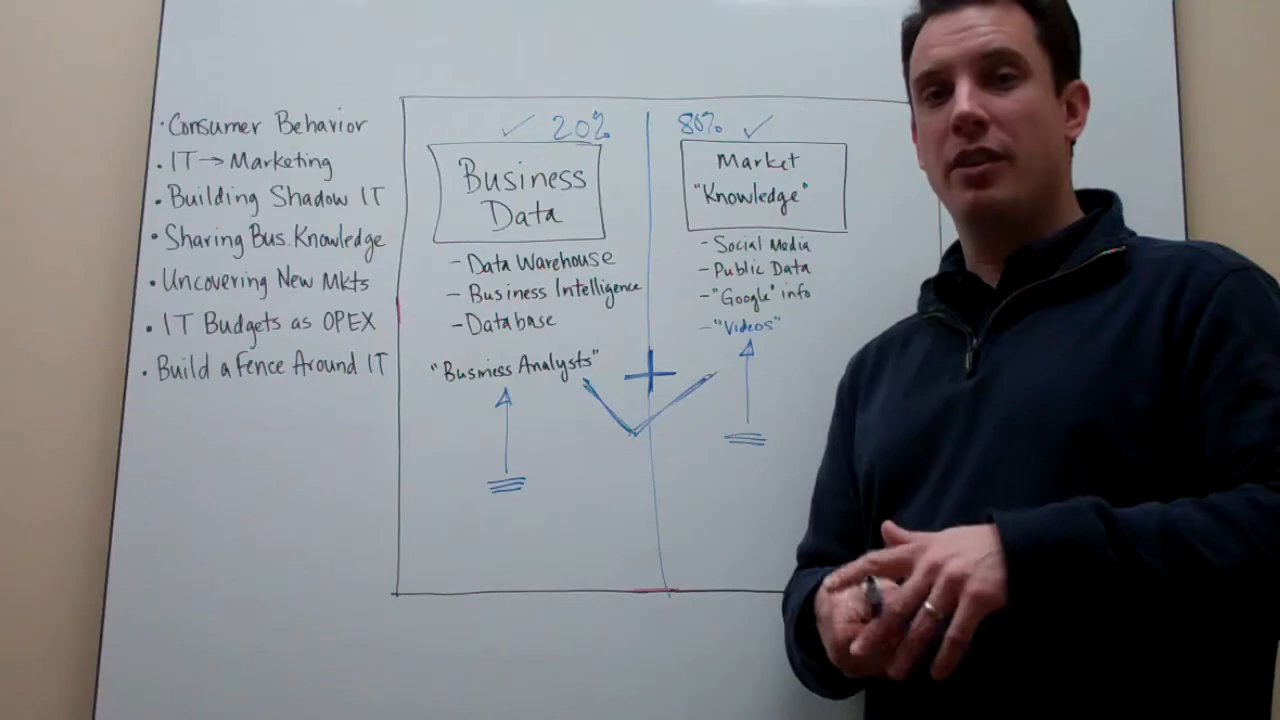 · Consumer Behavior
· IT → Marketing
· Building Shadow IT
· Sharing Bus. Knowledge
· Uncovering New Mkts
· IT Budgets as OPEX
· Build a Fence Around IT
✓ 20%
Business
Data
- Data Warehouse
- Business Intelligence
- Database
"Business Analysts"
80% ✓
Market
"Knowledge"
- Social Media
- Public Data
- "Google" info
- "Videos"
+